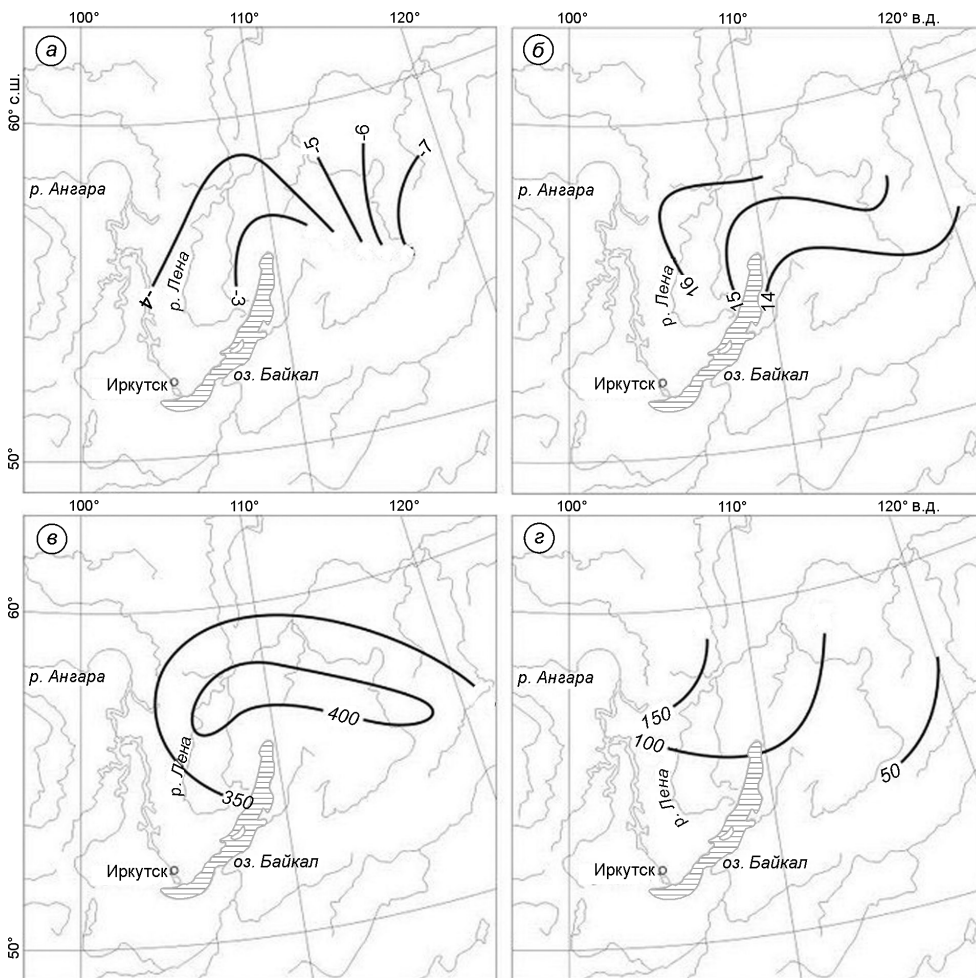 100° 110° 120° 100° 110° 120° в.д.
а б
60° с.ш.
-5 -6 -7
р. Ангара р. Ангара
р. Лена р. Лена
-4 -3 16 15 14
оз. Байкал оз. Байкал
Иркутск Иркутск
50°
100° 110° 120° 100° 110° 120° в.д.
в г
60°
р. Ангара р. Ангара
400 150
100
р. Лена р. Лена
350 50
оз. Байкал оз. Байкал
Иркутск Иркутск
50°